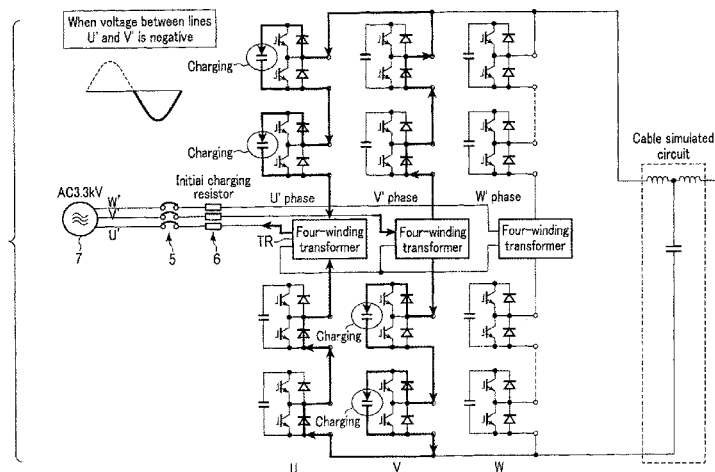 When voltage between lines
U' and V' is negative
Charging
Charging
Cable simulated
circuit
AC3.3kV
Initial charging
resistor
W'
V'
U'
U' phase
V' phase
W' phase
TR
Four-winding
transformer
Four-winding
transformer
Four-winding
transformer
7
5
6
Charging
Charging
U
V
W